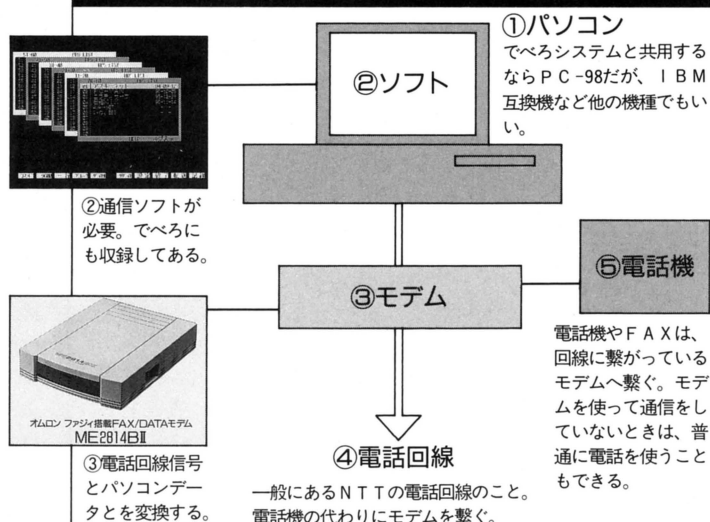 ①パソコン
でべろシステムと共用する
ならＰＣ-98だが、ＩＢＭ
互換機など他の機種でもい
い。
②ソフト
②通信ソフトが
必要。でべろに
も収録してある。
③モデム
⑤電話機
電話機やＦＡＸは、
回線に繋がっている
モデムへ繋ぐ。モデ
ムを使って通信をし
ていないときは、普
通に電話を使うこと
もできる。
オムロン ファジィ搭載FAX/DATAモデム
ME2814BⅡ
③電話回線信号
とパソコンデー
タとを変換する。
④電話回線
一般にあるＮＴＴの電話回線のこと。
電話機の代わりにモデムを繋ぐ。